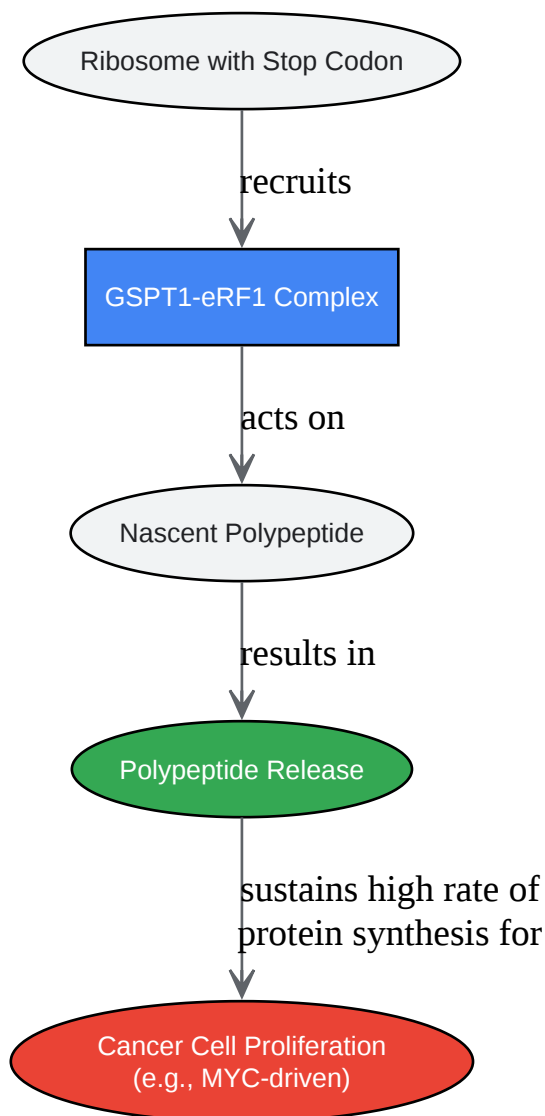 Ribosome with Stop Codon
recruits
GSPT1-eRF1 Complex
acts on
Nascent Polypeptide
results in
Polypeptide Release
sustains high rate of
protein synthesis for
Cancer Cell Proliferation
(e.g., MYC-driven)